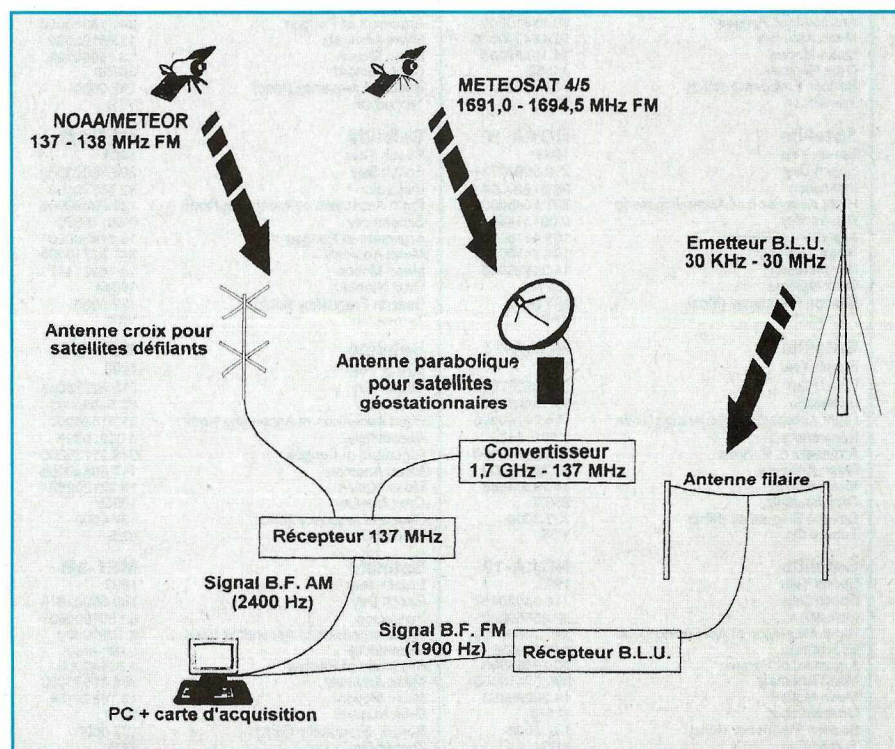 NOAA/METEOR
137 - 138 MHz FM
METEOSAT 4/5
1691,0 - 1694,5 MHz FM
Emetteur B.L.U.
30 KHz - 30 MHz
Antenne croix pour
satellites défilants
Antenne parabolique
pour satellites
géostationnaires
Convertisseur
1,7 GHz - 137 MHz
Antenne filaire
Récepteur 137 MHz
Signal B.F. AM
(2400 Hz)
Signal B.F. FM
(1900 Hz)
Récepteur B.L.U.
PC + carte d'acquisition